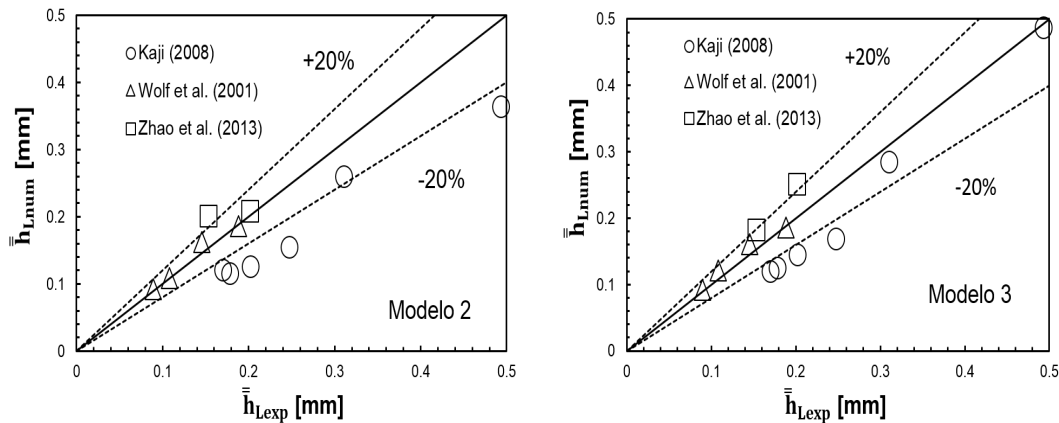 0.5
0.4
0.3
0.2
0.1
0
h̿Lnum [mm]
Kaji (2008)
Wolf et al. (2001)
Zhao et al. (2013)
+20%
-20%
Modelo 2
0 0.1 0.2 0.3 0.4 0.5
h̿Lexp [mm]
0.5
0.4
0.3
0.2
0.1
0
h̿Lnum [mm]
Kaji (2008)
Wolf et al. (2001)
Zhao et al. (2013)
+20%
-20%
Modelo 3
0 0.1 0.2 0.3 0.4 0.5
h̿Lexp [mm]